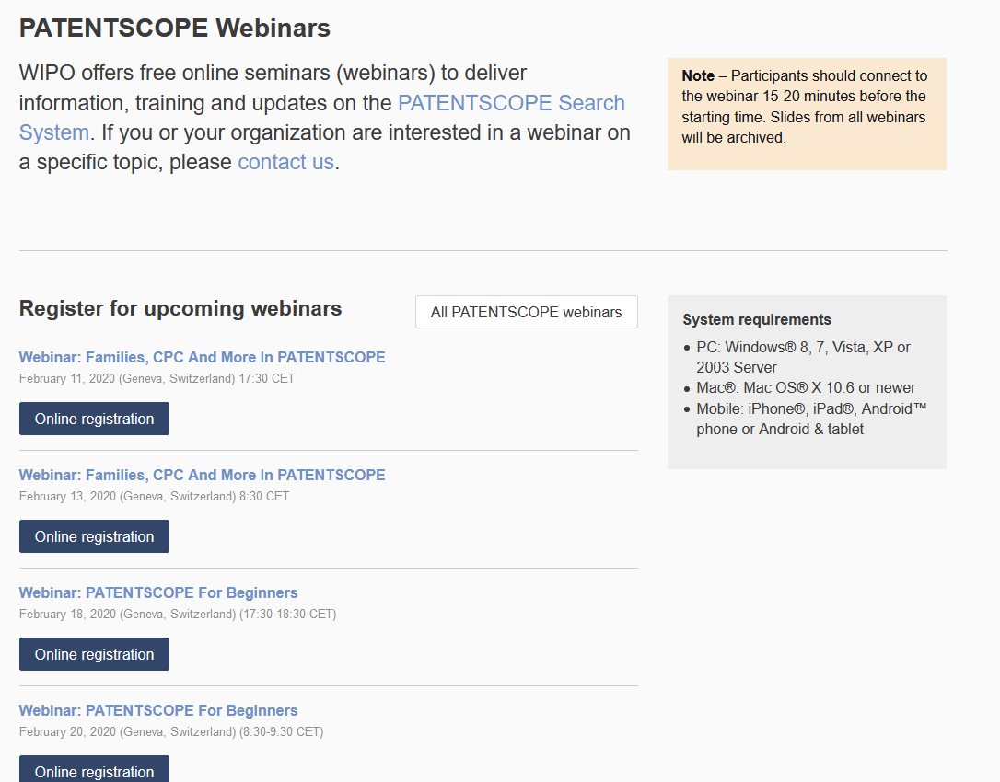 PATENTSCOPE Webinars
WIPO offers free online seminars (webinars) to deliver
information, training and updates on the PATENTSCOPE Search
System. If you or your organization are interested in a webinar on
a specific topic, please contact us.
Note – Participants should connect to
the webinar 15-20 minutes before the
starting time. Slides from all webinars
will be archived.
Register for upcoming webinars
All PATENTSCOPE webinars
Webinar: Families, CPC And More In PATENTSCOPE
February 11, 2020 (Geneva, Switzerland) 17:30 CET
Online registration
Webinar: Families, CPC And More In PATENTSCOPE
February 13, 2020 (Geneva, Switzerland) 8:30 CET
Online registration
Webinar: PATENTSCOPE For Beginners
February 18, 2020 (Geneva, Switzerland) (17:30-18:30 CET)
Online registration
Webinar: PATENTSCOPE For Beginners
February 20, 2020 (Geneva, Switzerland) (8:30-9:30 CET)
Online registration
System requirements
• PC: Windows® 8, 7, Vista, XP or
2003 Server
• Mac®: Mac OS® X 10.6 or newer
• Mobile: iPhone®, iPad®, Android™
phone or Android & tablet